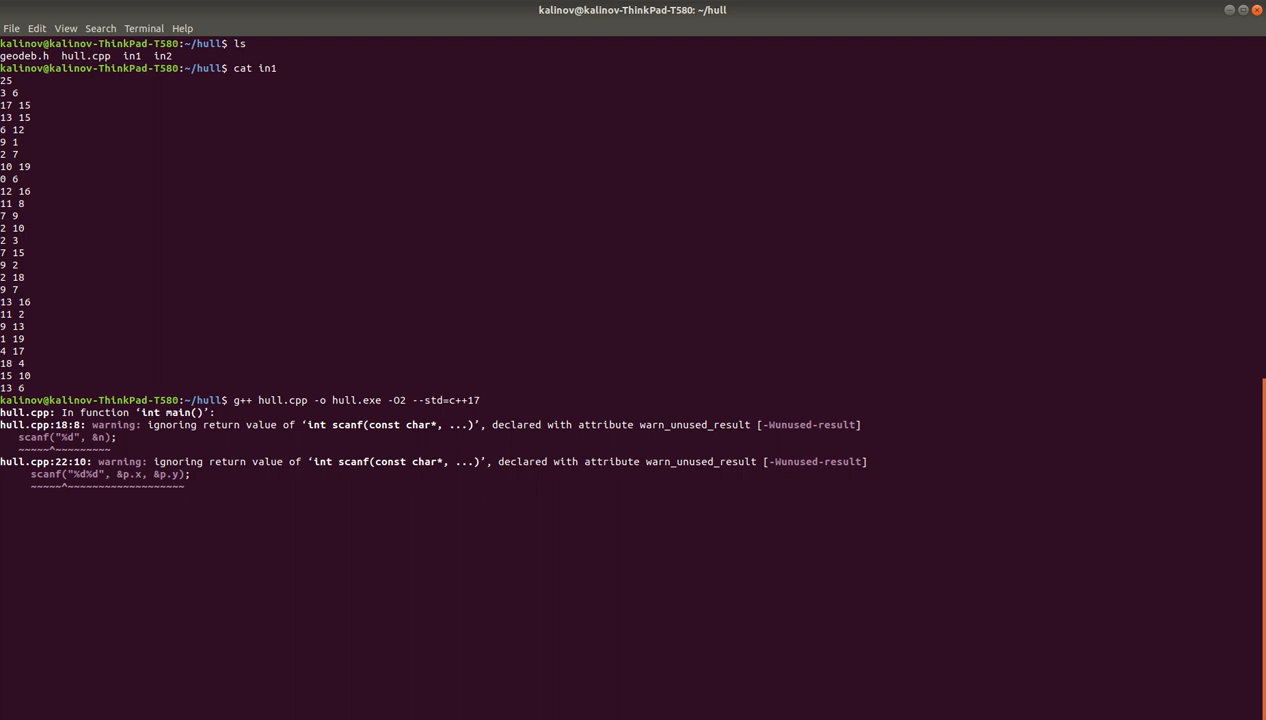 kalinov@kalinov-ThinkPad-T580: ~/hull
File Edit View Search Terminal Help
kalinov@kalinov-ThinkPad-T580:~/hull$ ls
geodeb.h  hull.cpp  in1  in2
kalinov@kalinov-ThinkPad-T580:~/hull$ cat in1
25
3 6
17 15
13 15
6 12
9 1
2 7
10 19
0 6
12 16
11 8
7 9
2 10
2 3
7 15
9 2
2 18
9 7
13 16
11 2
9 13
1 19
4 17
18 4
15 10
13 6
kalinov@kalinov-ThinkPad-T580:~/hull$ g++ hull.cpp -o hull.exe -O2 --std=c++17
hull.cpp: In function ‘int main()’:
hull.cpp:18:8: warning: ignoring return value of ‘int scanf(const char*, ...)’, declared with attribute warn_unused_result [-Wunused-result]
   scanf("%d", &n);
   ~~~~~^~~~~~~~~~
hull.cpp:22:10: warning: ignoring return value of ‘int scanf(const char*, ...)’, declared with attribute warn_unused_result [-Wunused-result]
     scanf("%d%d", &p.x, &p.y);
     ~~~~~^~~~~~~~~~~~~~~~~~~~